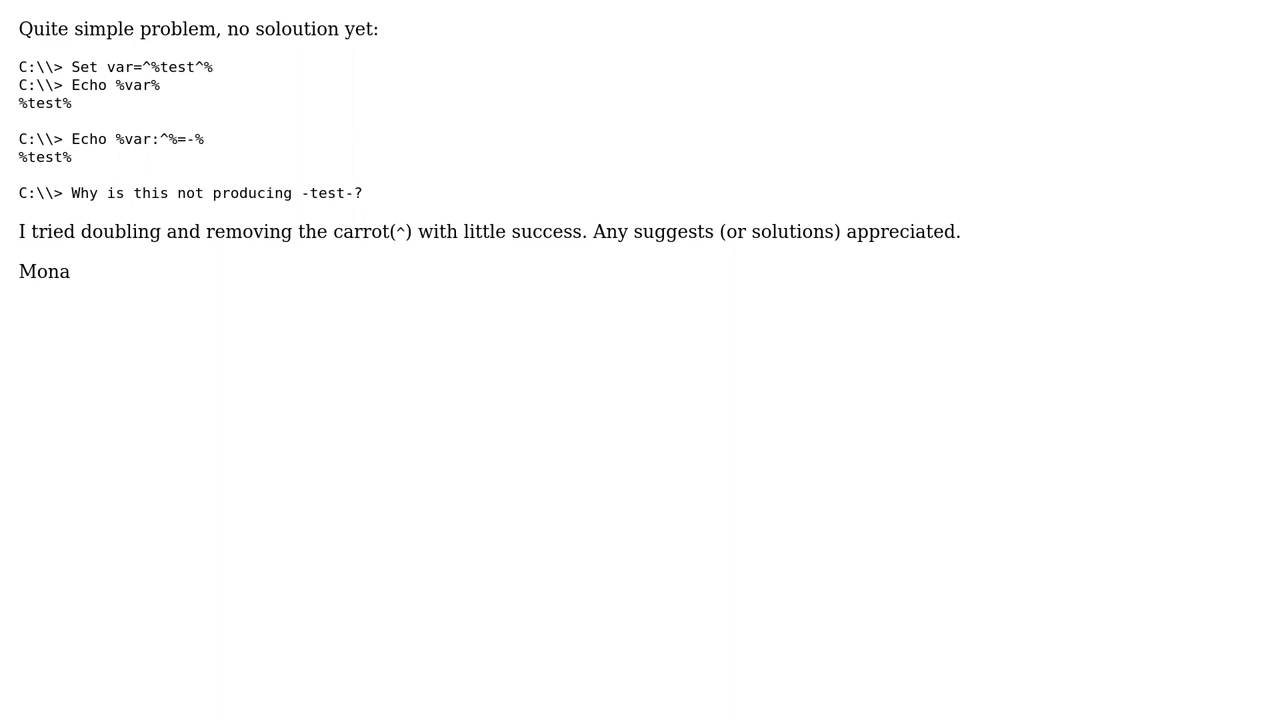 Quite simple problem, no soloution yet:
C:\\> Set var=^%test^%
C:\\> Echo %var%
%test%
C:\\> Echo %var:^%=-%
%test%
C:\\> Why is this not producing -test-?
I tried doubling and removing the carrot(^) with little success. Any suggests (or solutions) appreciated.
Mona